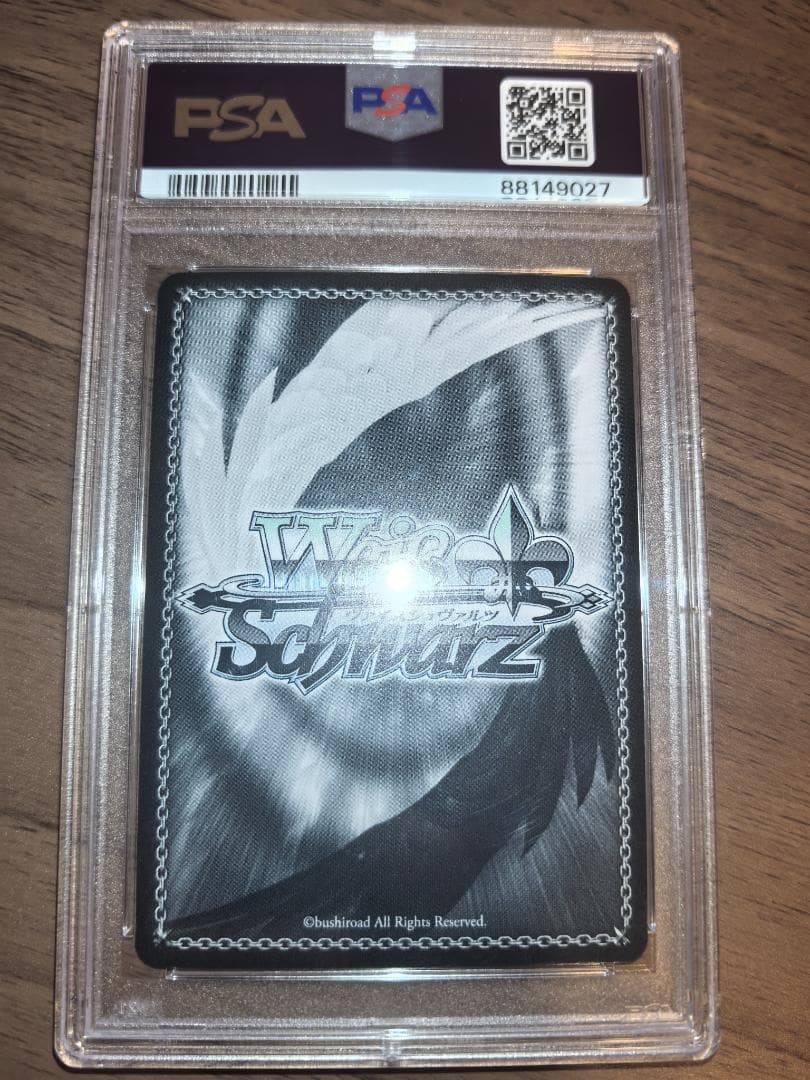 PSA
PSA
88149027
Weiß
ヴァイスシュヴァルツ
Schwarz
©bushiroad All Rights Reserved.